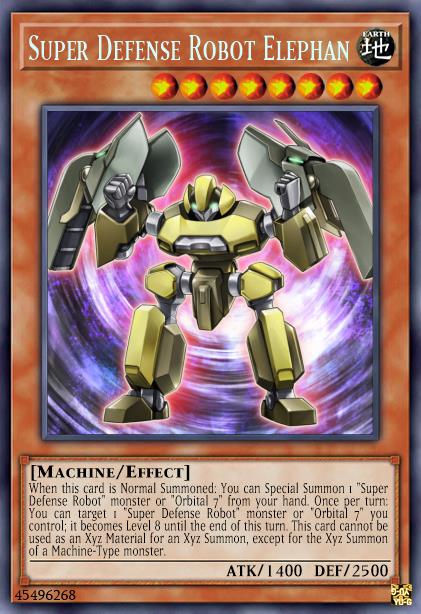 SUPER DEFENSE ROBOT ELEPHAN
EARTH
地
[MACHINE/EFFECT]
When this card is Normal Summoned: You can Special Summon 1 "Super
Defense Robot" monster or "Orbital 7" from your hand. Once per turn:
You can target 1 "Super Defense Robot" monster or "Orbital 7" you
control; it becomes Level 8 until the end of this turn. This card cannot be
used as an Xyz Material for an Xyz Summon, except for the Xyz Summon
of a Machine-Type monster.
ATK/1400 DEF/2500
45496268